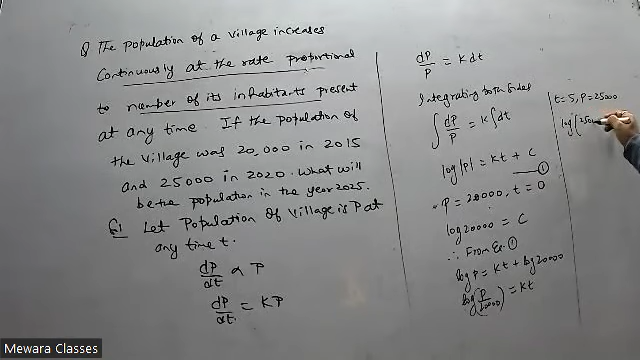 Q The population of a village increases
Continuously at the rate proportional
to number of its inhabitants present
at any time. If the population of
the village was 20,000 in 2015
and 25000 in 2020. What will
be the population in the year 2025.
Let Population of village is P at
any time t.
dP/dt ∝ P
dP/dt = KP
dP/P = K dt
Integrating both sides
∫ dP/P = K∫dt
log|P| = Kt + C
①
P = 20000, t = 0
log 20000 = C
∴ From Eq. ①
log P = Kt + log 20000
log(P/20000) = Kt
t = 5, P = 25000
log(2500
Mewara Classes